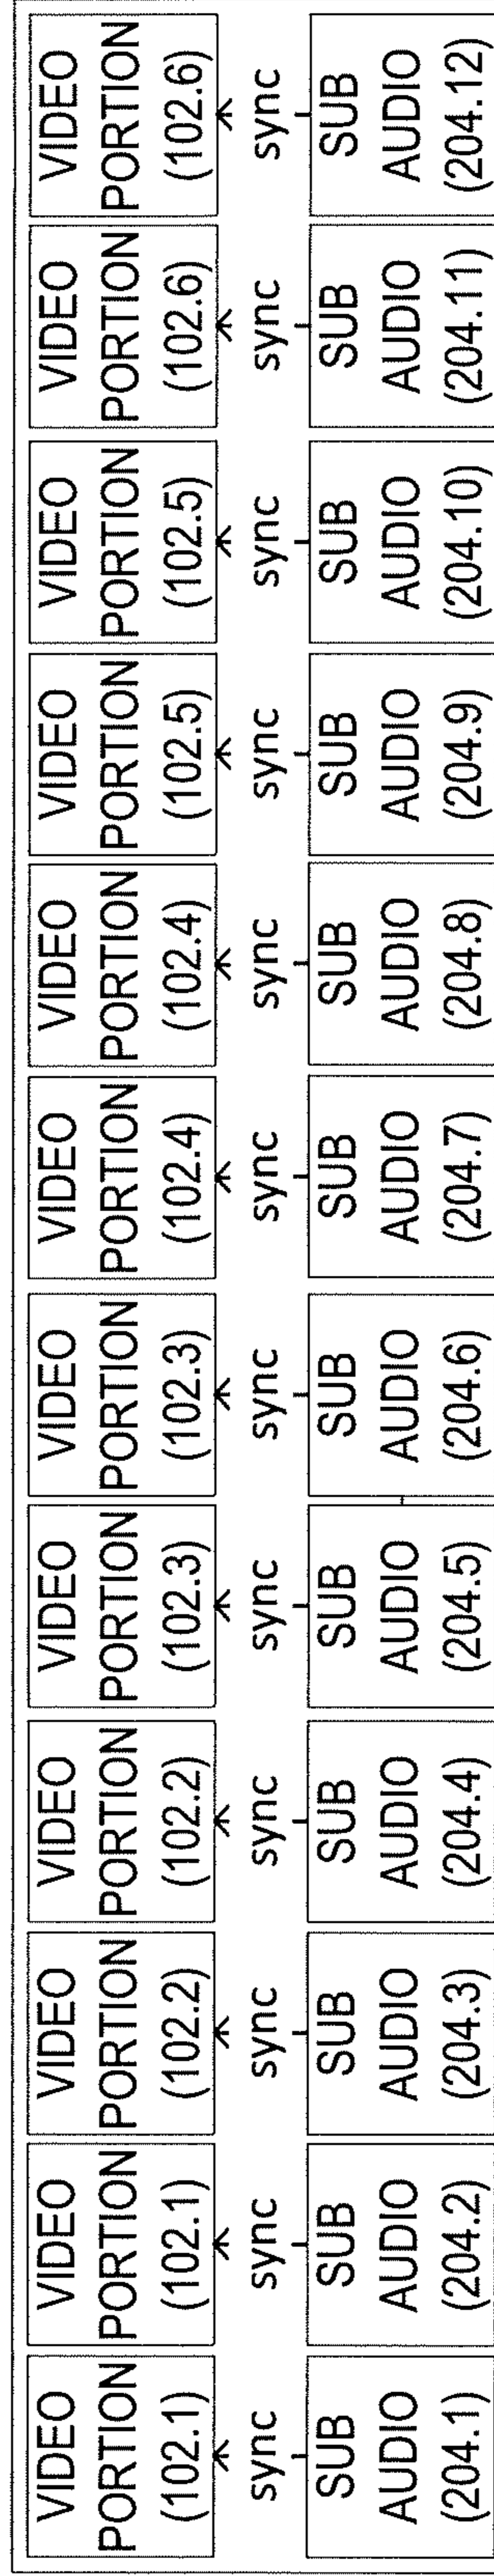 VIDEO
PORTION
(102.1)
sync
SUB
AUDIO
(204.1)
VIDEO
PORTION
(102.1)
sync
SUB
AUDIO
(204.2)
VIDEO
PORTION
(102.2)
sync
SUB
AUDIO
(204.3)
VIDEO
PORTION
(102.2)
sync
SUB
AUDIO
(204.4)
VIDEO
PORTION
(102.3)
sync
SUB
AUDIO
(204.5)
VIDEO
PORTION
(102.3)
sync
SUB
AUDIO
(204.6)
VIDEO
PORTION
(102.4)
sync
SUB
AUDIO
(204.7)
VIDEO
PORTION
(102.4)
sync
SUB
AUDIO
(204.8)
VIDEO
PORTION
(102.5)
sync
SUB
AUDIO
(204.9)
VIDEO
PORTION
(102.5)
sync
SUB
AUDIO
(204.10)
VIDEO
PORTION
(102.6)
sync
SUB
AUDIO
(204.11)
VIDEO
PORTION
(102.6)
sync
SUB
AUDIO
(204.12)